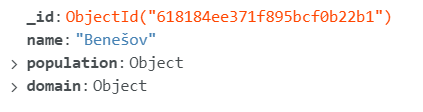 _id: ObjectId("618184ee371f895bcf0b22b1")
name: "Benešov"
> population: Object
> domain: Object